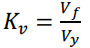 K_v = V_f / V_y